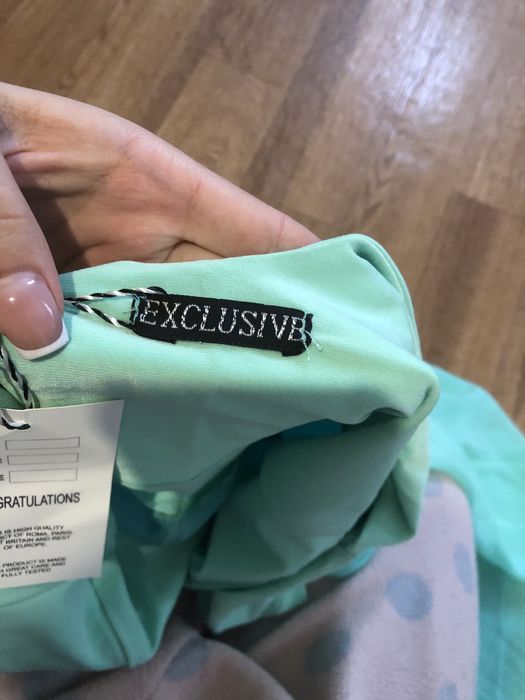 EXCLUSIVE
GRATULATIONS
IS HIGH QUALITY
CT OF ROMA, PARIS,
T BRITAIN AND REST
OF EUROPE.
PRODUCT IS MADE
H GREAT CARE AND
FULLY TESTED